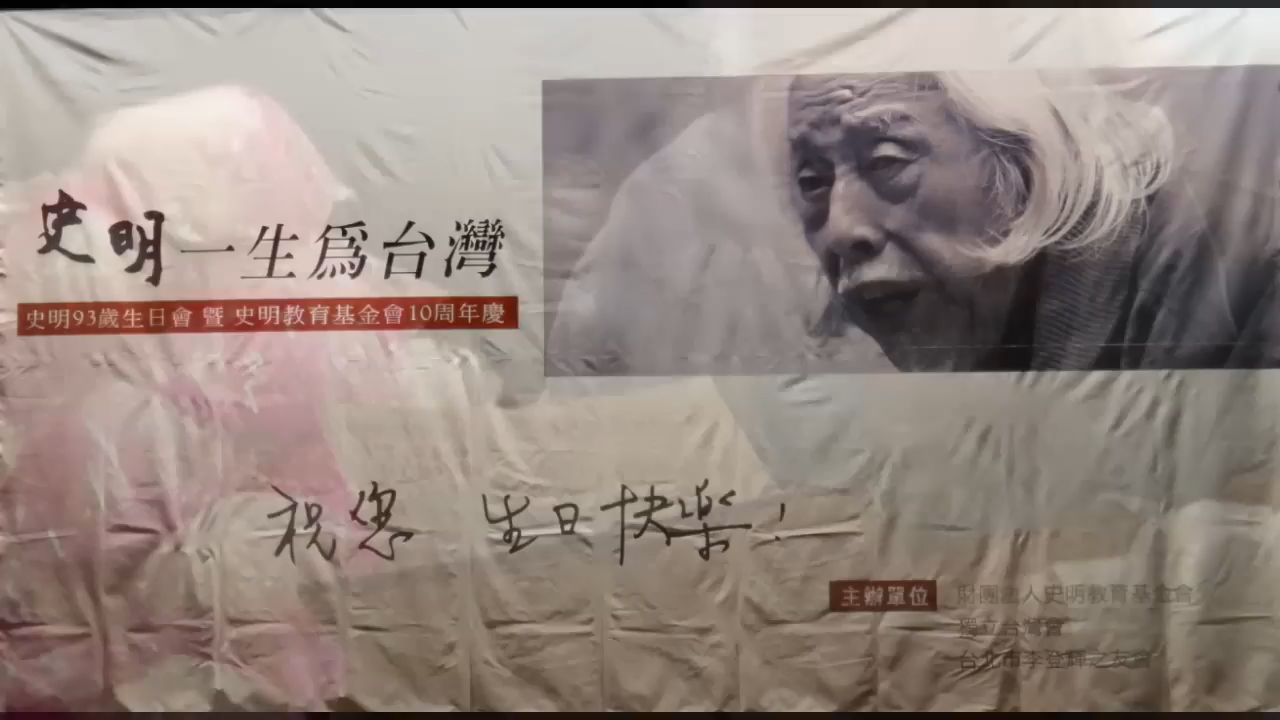 史明一生為台灣
史明93歲生日會 暨 史明教育基金會10周年慶
祝您 生日快樂!
主辦單位 財團法人史明教育基金會
獨立台灣會
台北市李登輝之友會